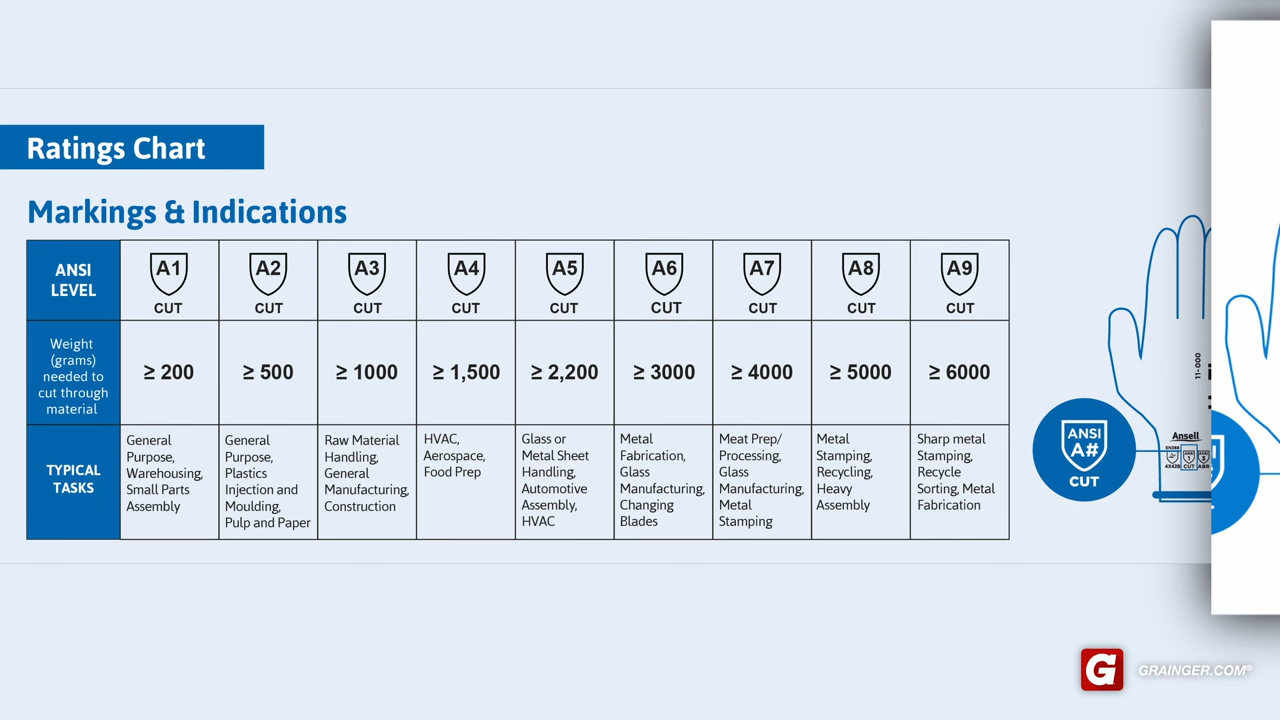 Ratings Chart
Markings & Indications
ANSI
LEVEL
A1
CUT
A2
CUT
A3
CUT
A4
CUT
A5
CUT
A6
CUT
A7
CUT
A8
CUT
A9
CUT
Weight
(grams)
needed to
cut through
material
≥ 200
≥ 500
≥ 1000
≥ 1,500
≥ 2,200
≥ 3000
≥ 4000
≥ 5000
≥ 6000
TYPICAL
TASKS
General
Purpose,
Warehousing,
Small Parts
Assembly
General
Purpose,
Plastics
Injection and
Moulding,
Pulp and Paper
Raw Material
Handling,
General
Manufacturing,
Construction
HVAC,
Aerospace,
Food Prep
Glass or
Metal Sheet
Handling,
Automotive
Assembly,
HVAC
Metal
Fabrication,
Glass
Manufacturing,
Changing
Blades
Meat Prep/
Processing,
Glass
Manufacturing,
Metal
Stamping
Metal
Stamping,
Recycling,
Heavy
Assembly
Sharp metal
Stamping,
Recycle
Sorting, Metal
Fabrication
ANSI
A#
CUT
11-000
Ansell
EN388
4X42B
CUT
ABR
G
GRAINGER.COM®